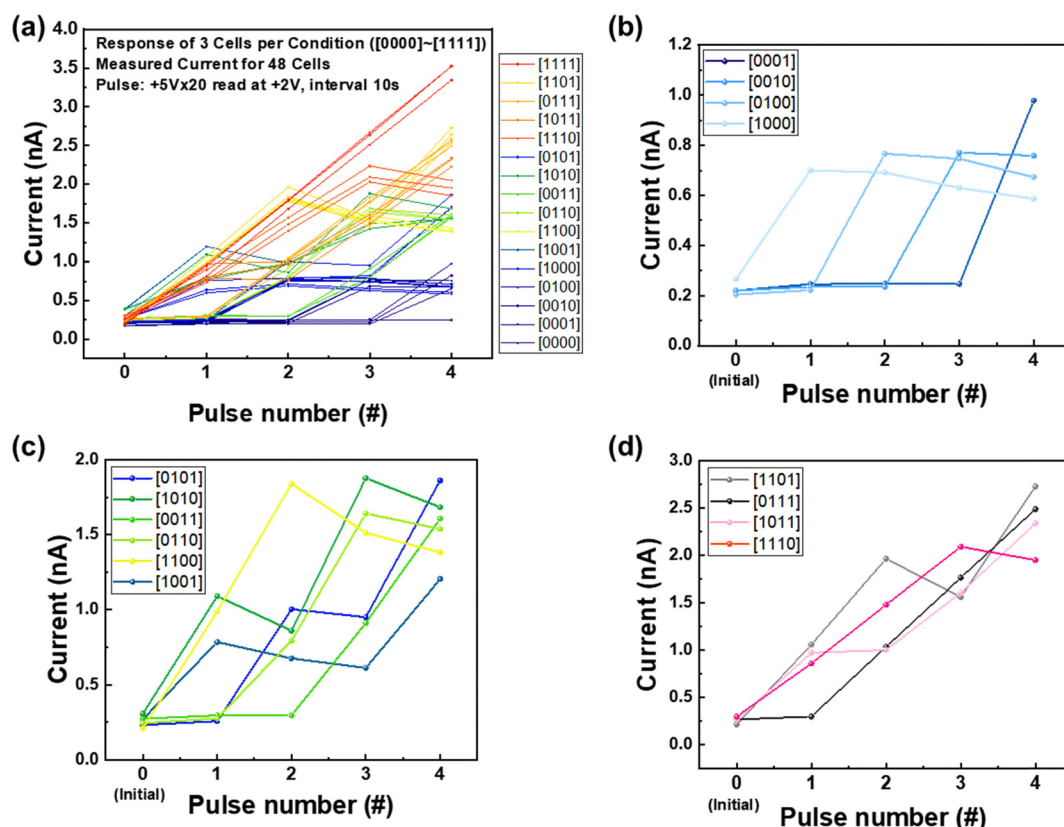 (a)
Response of 3 Cells per Condition ([0000]~[1111])
Measured Current for 48 Cells
Pulse: +5Vx20 read at +2V, interval 10s
4.0
3.5
3.0
2.5
2.0
1.5
1.0
0.5
0.0
Current (nA)
0 1 2 3 4
Pulse number (#)
[1111]
[1101]
[0111]
[1011]
[1110]
[0101]
[1010]
[0011]
[0110]
[1100]
[1001]
[1000]
[0100]
[0010]
[0001]
[0000]
(b)
1.2
1.0
0.8
0.6
0.4
0.2
0.0
Current (nA)
[0001]
[0010]
[0100]
[1000]
0 1 2 3 4
(Initial)
Pulse number (#)
(c)
2.0
1.5
1.0
0.5
0.0
Current (nA)
[0101]
[1010]
[0011]
[0110]
[1100]
[1001]
0 1 2 3 4
(Initial)
Pulse number (#)
(d)
3.0
2.5
2.0
1.5
1.0
0.5
0.0
Current (nA)
[1101]
[0111]
[1011]
[1110]
0 1 2 3 4
(Initial)
Pulse number (#)